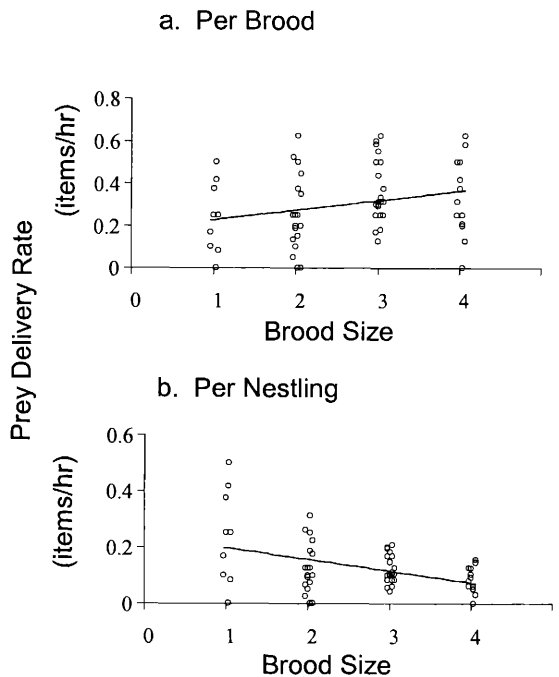 a. Per Brood
0.8
0.6
0.4
0.2
0
0
1
2
3
4
(items/hr)
Brood Size
Prey Delivery Rate
b. Per Nestling
0.6
0.4
0.2
0
0
1
2
3
4
(items/hr)
Brood Size